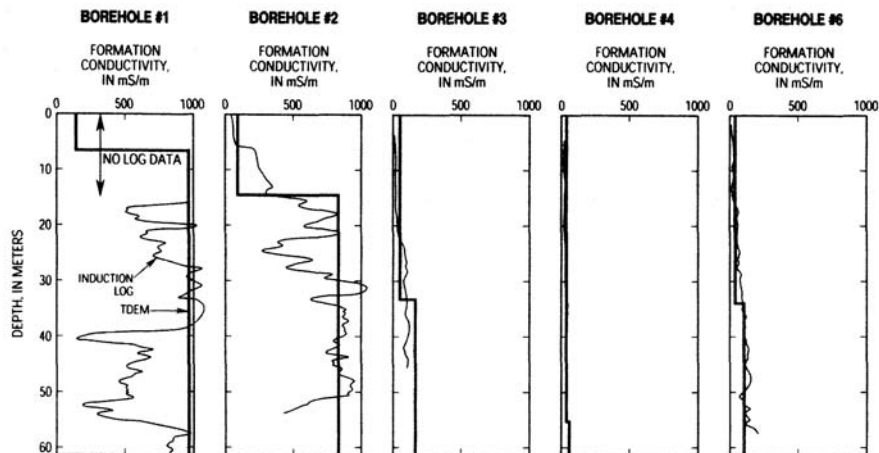 BOREHOLE #1 BOREHOLE #2 BOREHOLE #3 BOREHOLE #4 BOREHOLE #6
FORMATION CONDUCTIVITY, IN mS/m
FORMATION CONDUCTIVITY, IN mS/m
FORMATION CONDUCTIVITY, IN mS/m
FORMATION CONDUCTIVITY, IN mS/m
FORMATION CONDUCTIVITY, IN mS/m
0 500 1000 0 500 1000 0 500 1000 0 500 1000 0 500 1000
0
10
20
30
40
50
60
DEPTH, IN METERS
NO LOG DATA
INDUCTION
LOG
TDEM